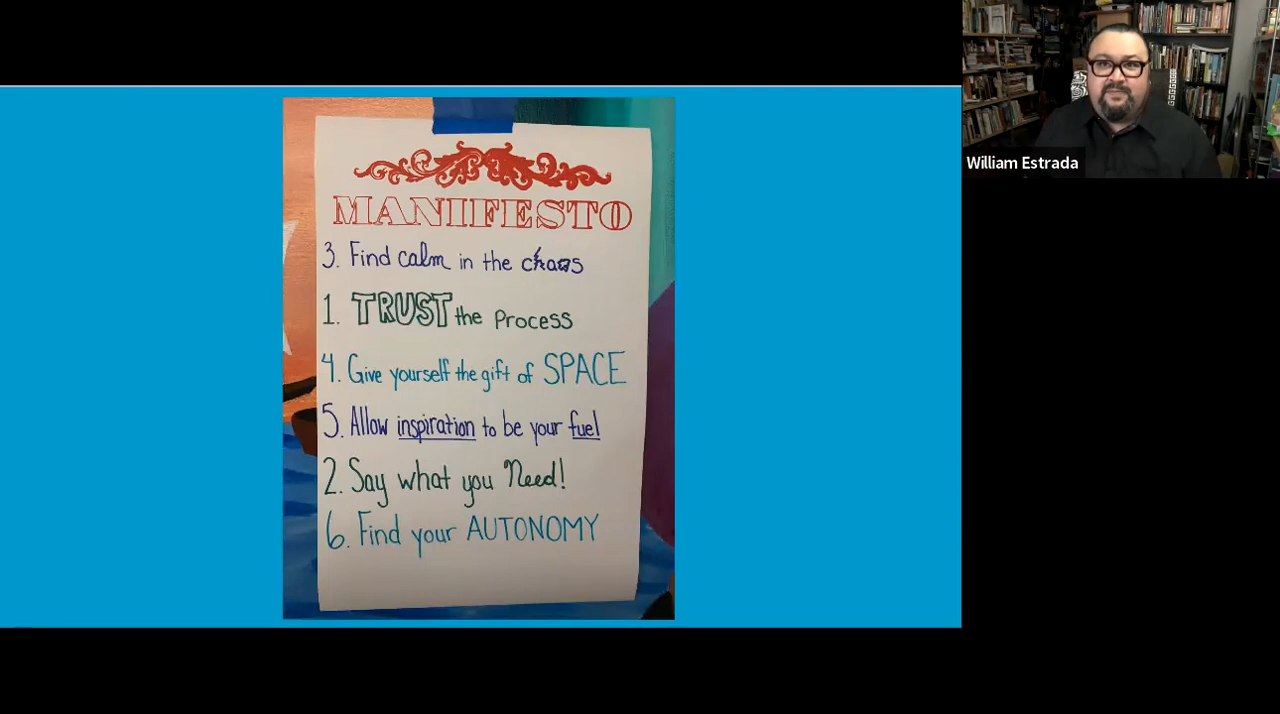 William Estrada
MANIFESTO
3. Find calm in the chaos
1. TRUST the Process
4. Give yourself the gift of SPACE
5. Allow inspiration to be your fuel
2. Say what you Need!
6. Find your AUTONOMY